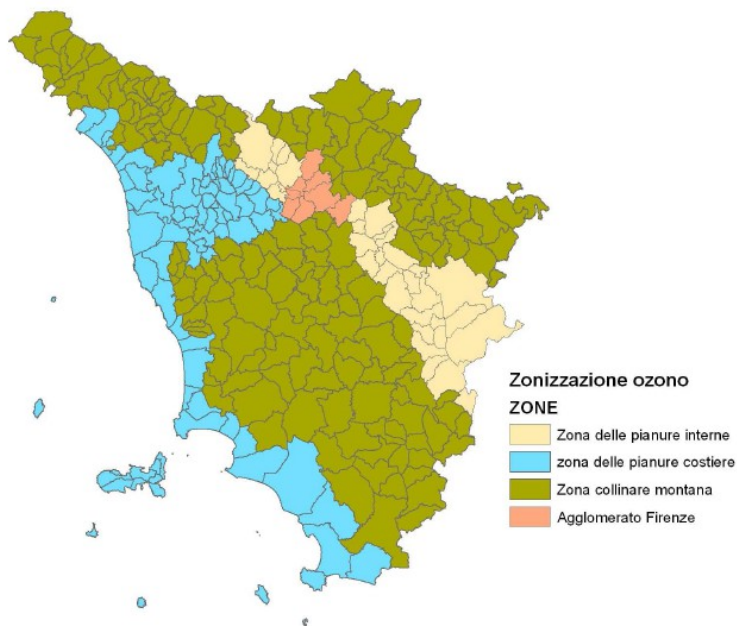 Zonizzazione ozono
ZONE
Zona delle pianure interne
zona delle pianure costiere
Zona collinare montana
Agglomerato Firenze